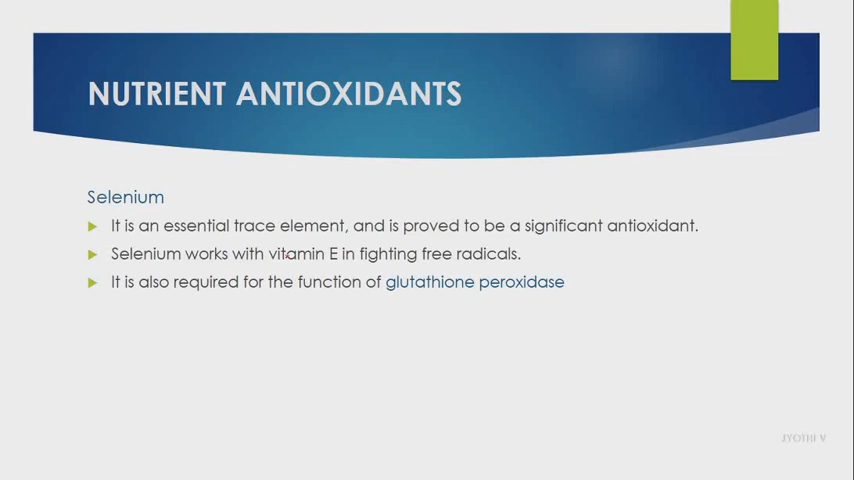 NUTRIENT ANTIOXIDANTS
Selenium
It is an essential trace element, and is proved to be a significant antioxidant.
Selenium works with vitamin E in fighting free radicals.
It is also required for the function of glutathione peroxidase
JYOTHI V